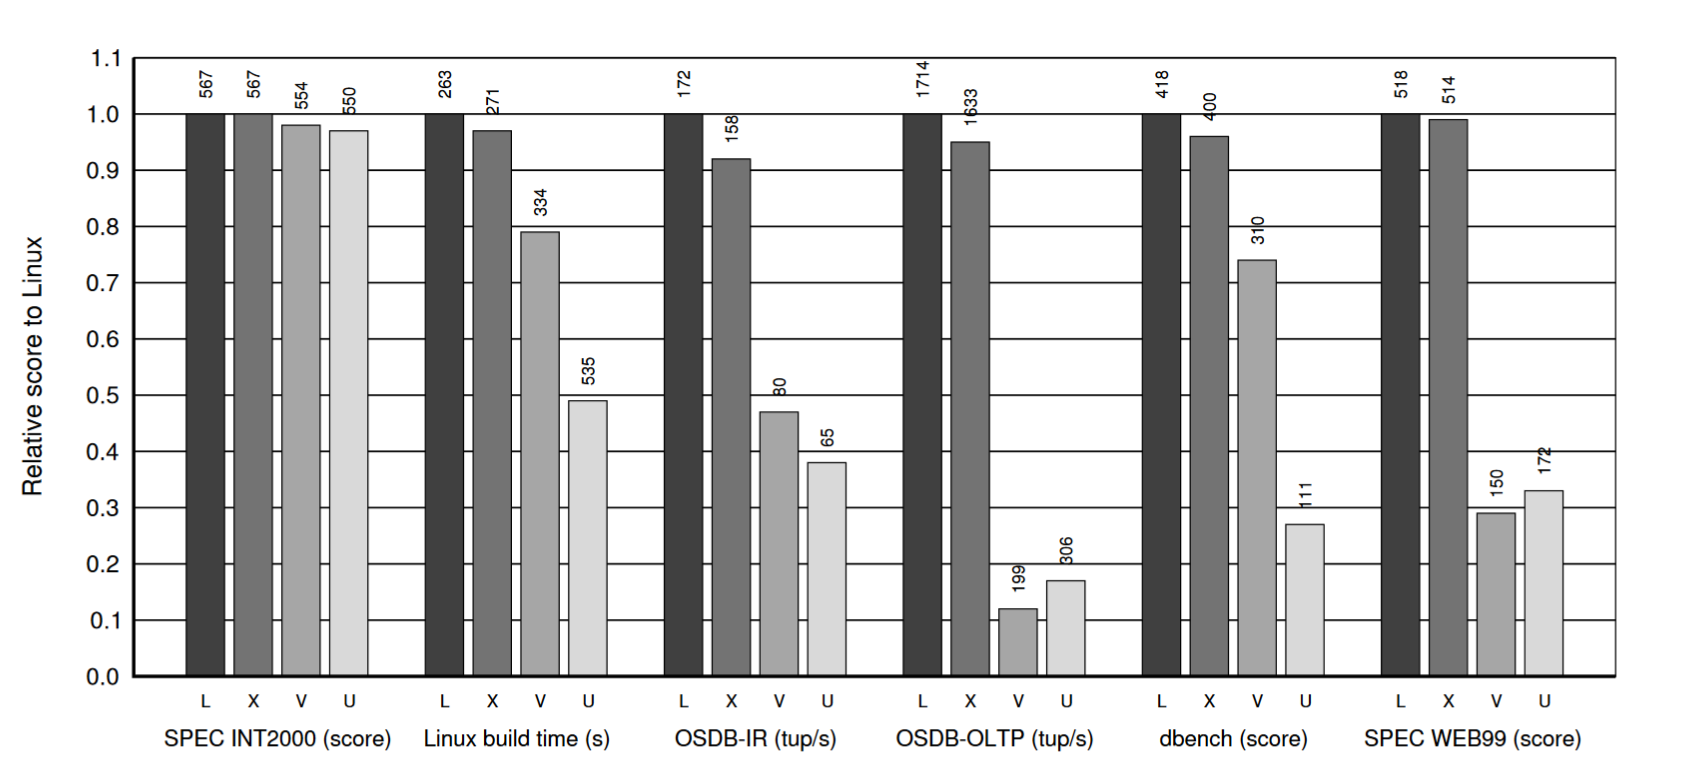 Relative score to Linux
1.1
1.0
0.9
0.8
0.7
0.6
0.5
0.4
0.3
0.2
0.1
0.0
567 567 554 550
263 271 334 535
172 158 80 65
1714 1633 199 306
418 400 310 111
518 514 150 172
L X V U L X V U L X V U L X V U L X V U L X V U
SPEC INT2000 (score) Linux build time (s) OSDB-IR (tup/s) OSDB-OLTP (tup/s) dbench (score) SPEC WEB99 (score)